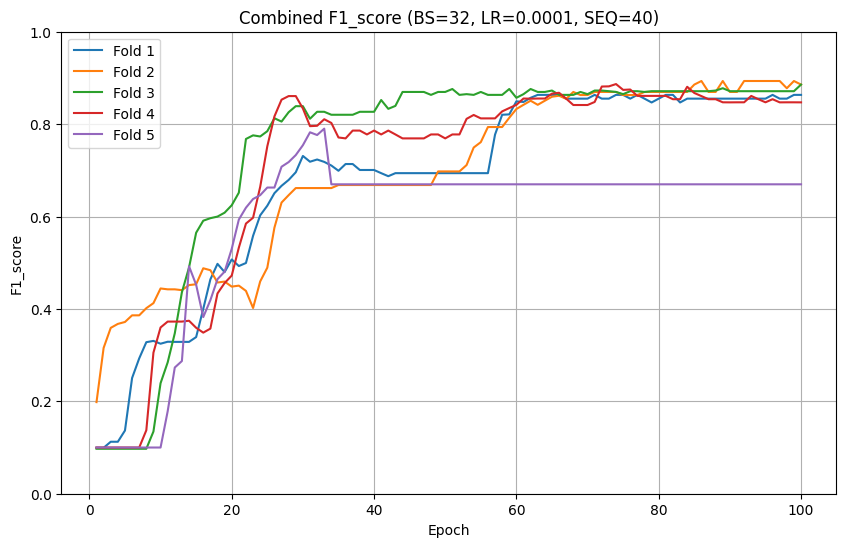 Combined F1_score (BS=32, LR=0.0001, SEQ=40)
Fold 1
Fold 2
Fold 3
Fold 4
Fold 5
F1_score
1.0
0.8
0.6
0.4
0.2
0.0
0 20 40 60 80 100
Epoch